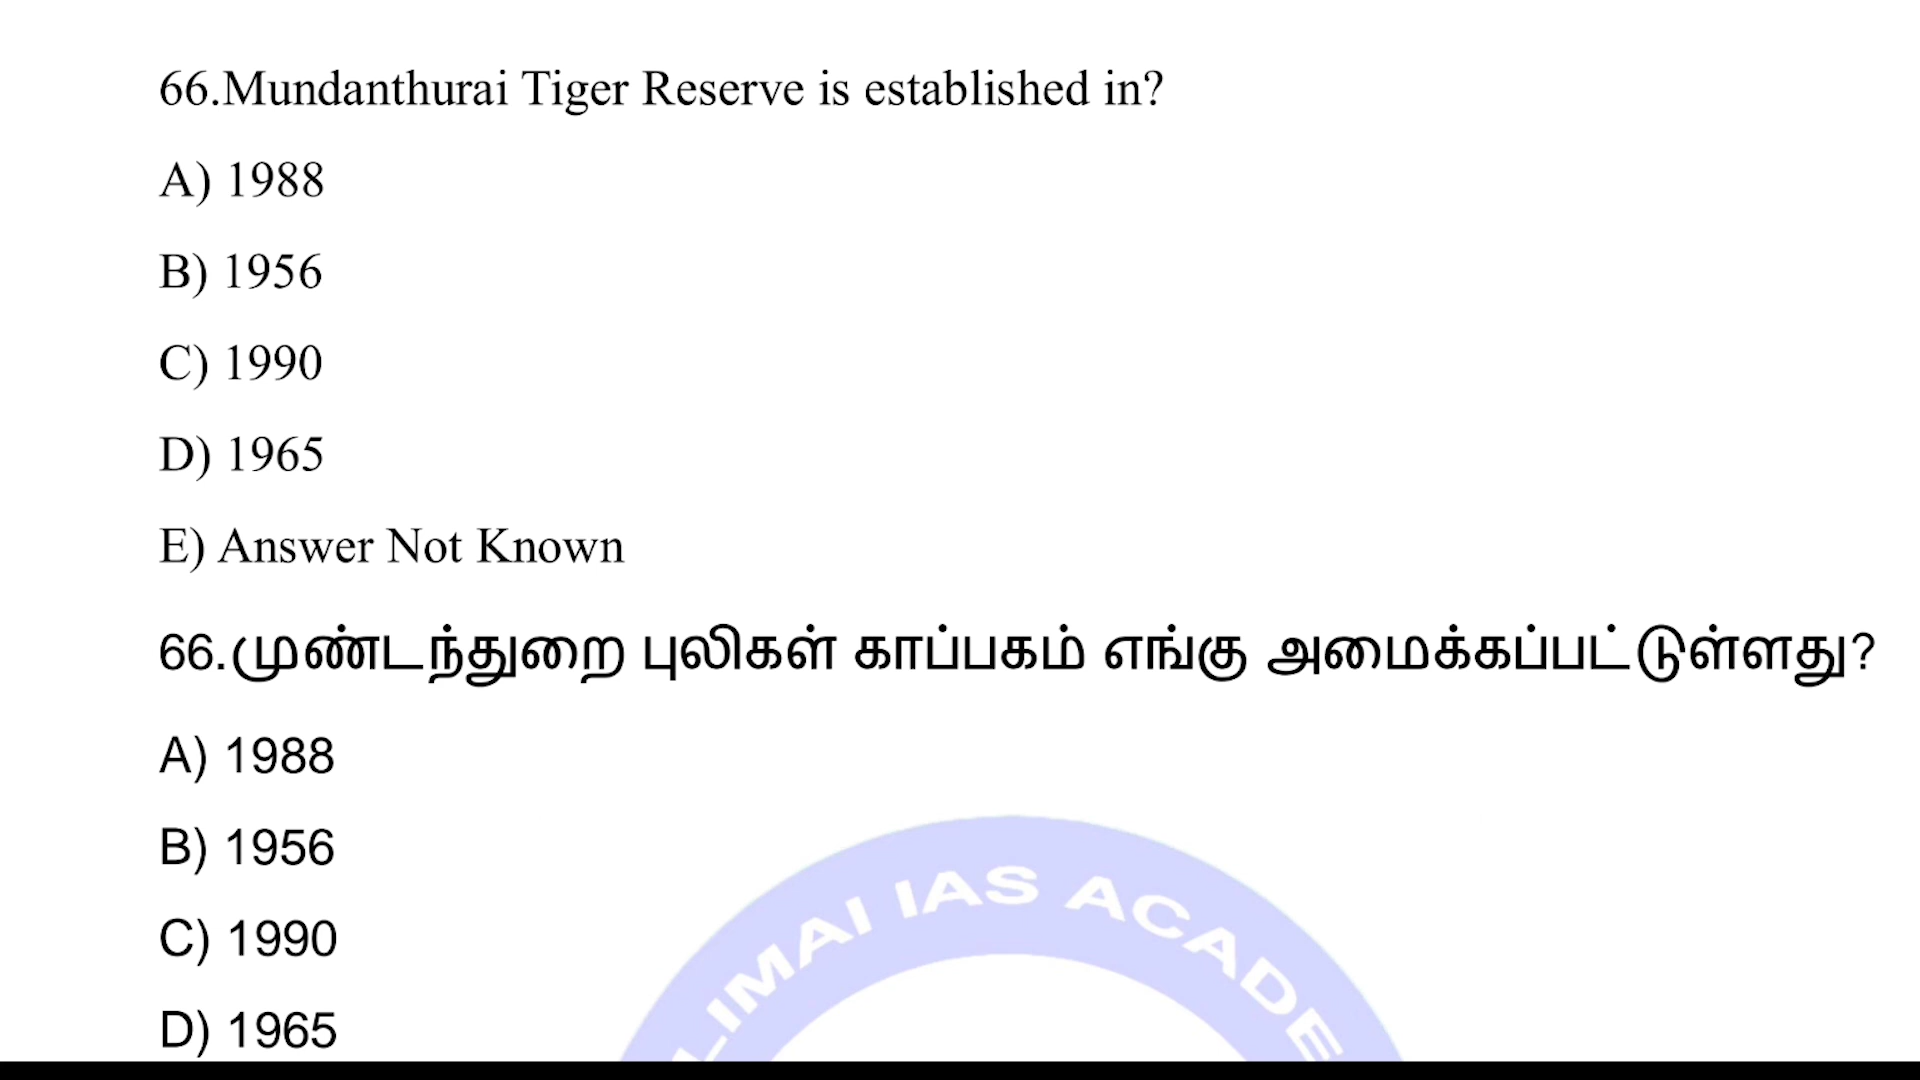 66.Mundanthurai Tiger Reserve is established in?
A) 1988
B) 1956
C) 1990
D) 1965
E) Answer Not Known
66.முண்டந்துறை புலிகள் காப்பகம் எங்கு அமைக்கப்பட்டுள்ளது?
A) 1988
B) 1956
C) 1990
D) 1965
LIMAI IAS ACADE